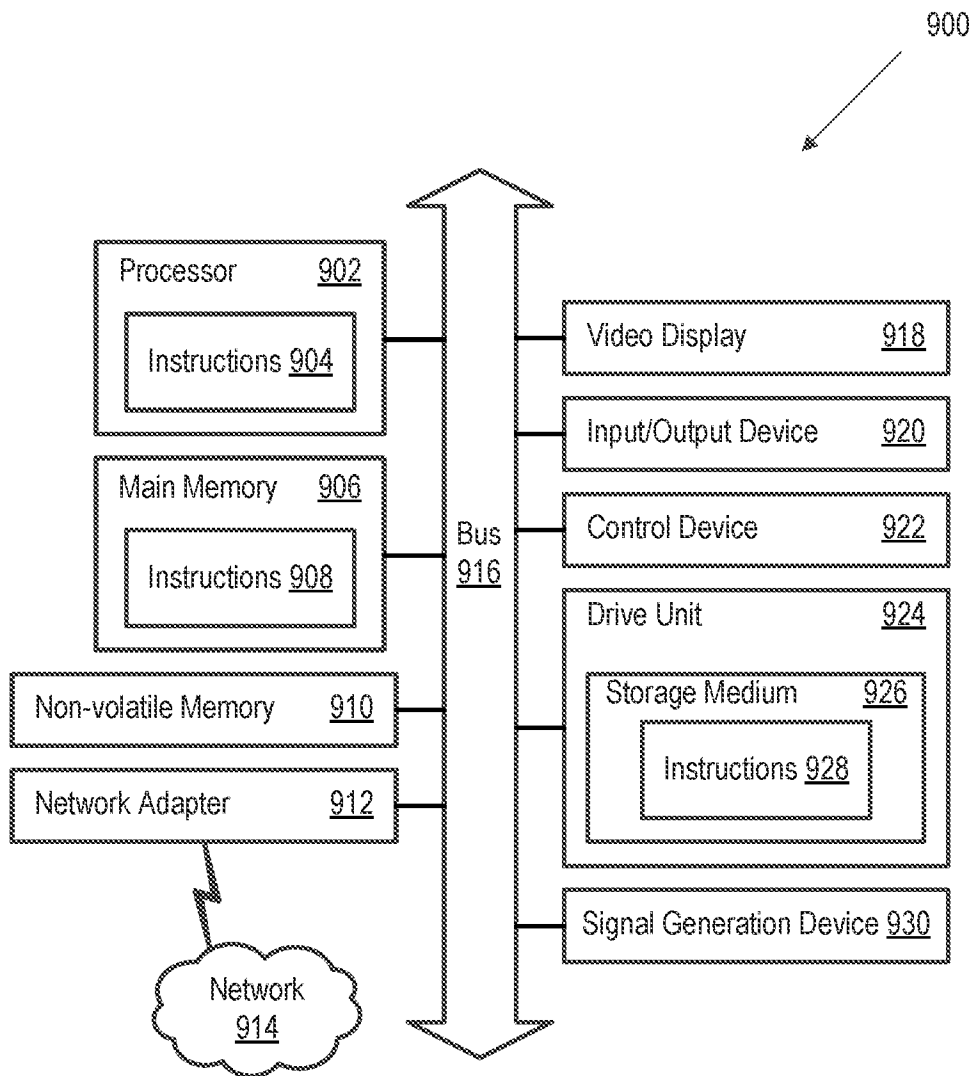 900
Processor 902
Instructions 904
Main Memory 906
Instructions 908
Non-volatile Memory 910
Network Adapter 912
Network
914
Bus
916
Video Display 918
Input/Output Device 920
Control Device 922
Drive Unit 924
Storage Medium 926
Instructions 928
Signal Generation Device 930